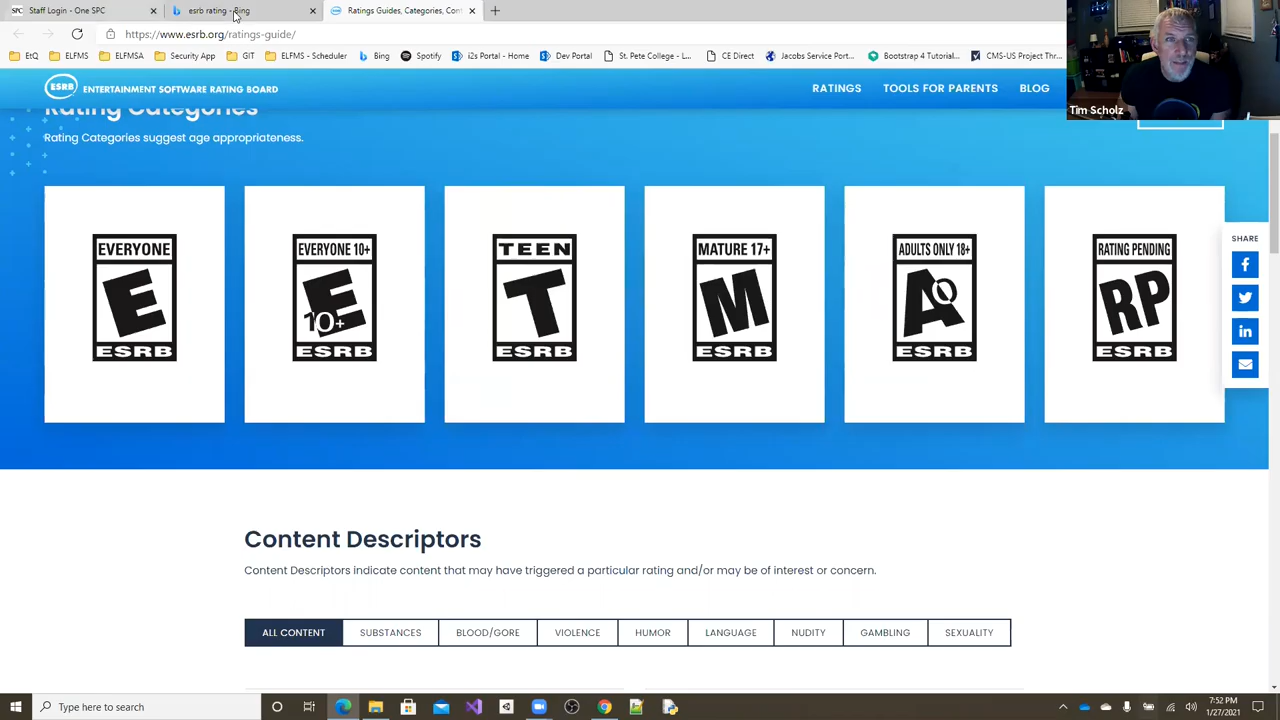 Staff Login - One SPC
esrb rating - Bing
Ratings Guides, Categories, Con
https://www.esrb.org/ratings-guide/
EtQ
ELFMS
ELFMSA
Security App
GIT
ELFMS - Scheduler
Bing
Spotify
i2s Portal - Home
Dev Portal
St. Pete College - L...
CE Direct
Jacobs Service Port...
Bootstrap 4 Tutorial...
CMS-US Project Thr...
ESRB
ENTERTAINMENT SOFTWARE RATING BOARD
RATINGS
TOOLS FOR PARENTS
BLOG
Tim Scholz
Rating Categories
Rating Categories suggest age appropriateness.
EVERYONE
E
ESRB
EVERYONE 10+
E
10+
ESRB
TEEN
T
ESRB
MATURE 17+
M
ESRB
ADULTS ONLY 18+
AO
ESRB
RATING PENDING
RP
ESRB
SHARE
Content Descriptors
Content Descriptors indicate content that may have triggered a particular rating and/or may be of interest or concern.
ALL CONTENT
SUBSTANCES
BLOOD/GORE
VIOLENCE
HUMOR
LANGUAGE
NUDITY
GAMBLING
SEXUALITY
Type here to search
7:52 PM
1/27/2021